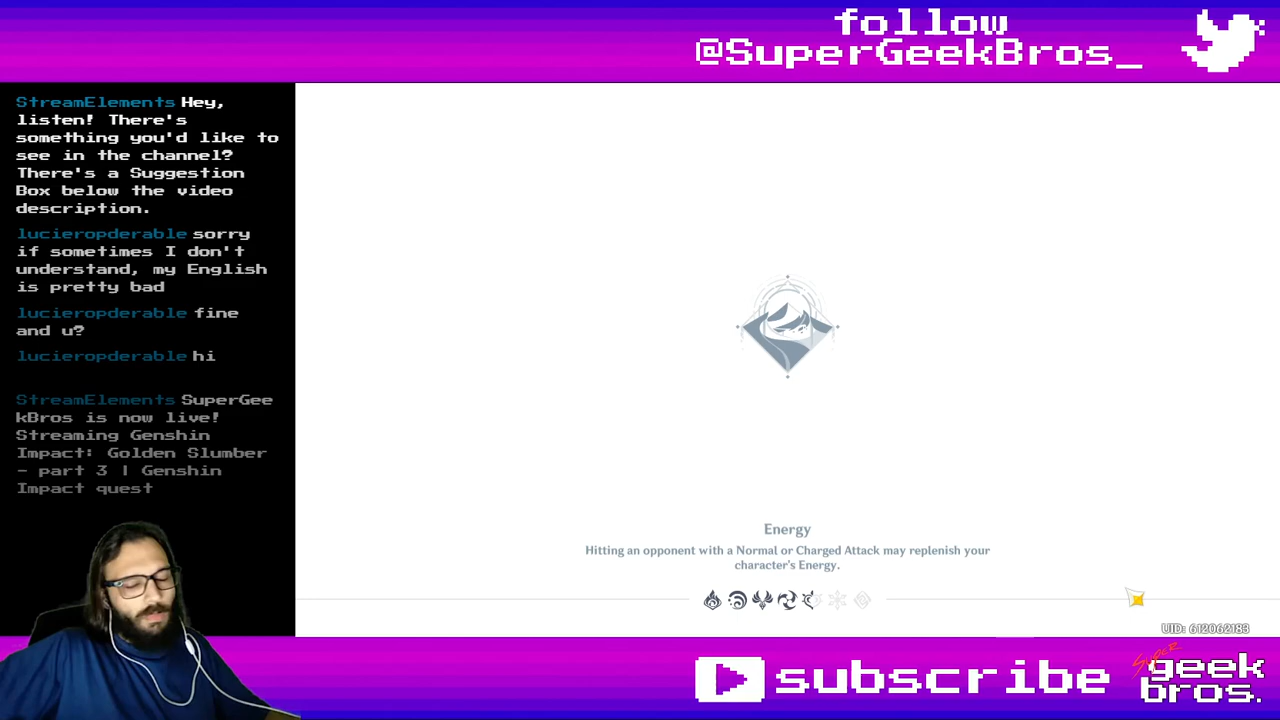 follow
@SuperGeekBros_
StreamElements Hey,
listen! There's
something you'd like to
see in the channel?
There's a Suggestion
Box below the video
description.
lucieropderable sorry
if sometimes I don't
understand, my English
is pretty bad
lucieropderable fine
and u?
lucieropderable hi
StreamElements SuperGee
kBros is now live!
Streaming Genshin
Impact: Golden Slumber
- part 3 | Genshin
Impact quest
Energy
Hitting an opponent with a Normal or Charged Attack may replenish your
character's Energy.
UID: 612062183
subscribe
super
geek
bros.